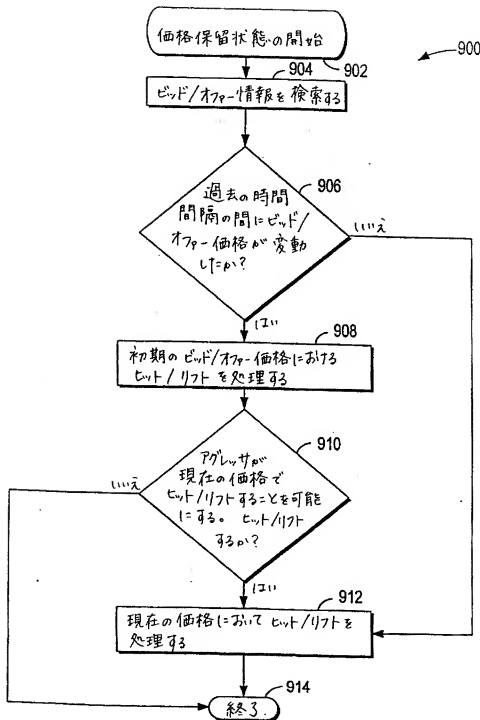 価格保留状態の開始
902
900
904
ビッド/オファー情報を検索する
906
過去の時間
間隔の間にビッド/
オファー価格が変動
したか?
いいえ
はい
908
初期のビッド/オファー価格における
ヒット/リフトを処理する
910
アグレッサが
現在の価格で
ヒット/リフトすることを可能
にする。ヒット/リフト
するか?
いいえ
はい
912
現在の価格においてヒット/リフトを
処理する
914
終了.